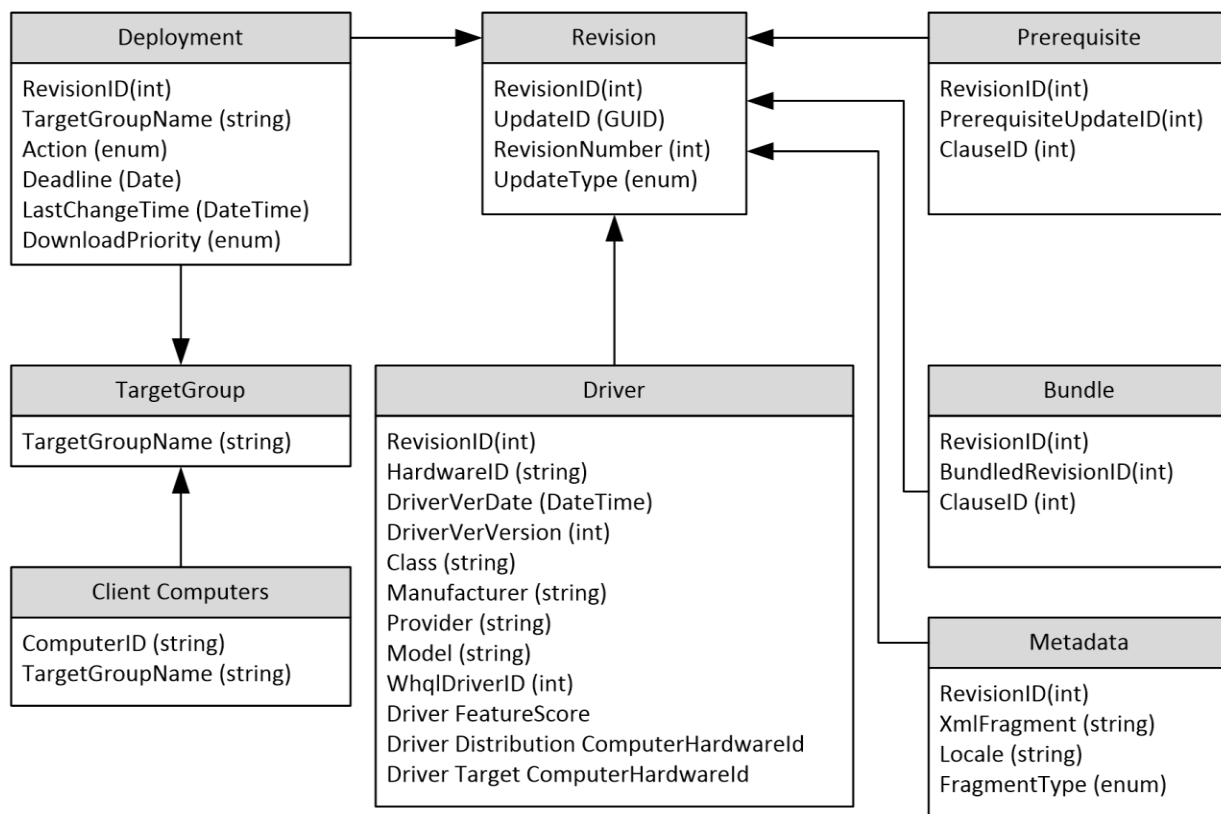 Deployment
RevisionID(int)
TargetGroupName (string)
Action (enum)
Deadline (Date)
LastChangeTime (DateTime)
DownloadPriority (enum)
Revision
RevisionID(int)
UpdateID (GUID)
RevisionNumber (int)
UpdateType (enum)
Prerequisite
RevisionID(int)
PrerequisiteUpdateID(int)
ClauseID (int)
TargetGroup
TargetGroupName (string)
Driver
RevisionID(int)
HardwareID (string)
DriverVerDate (DateTime)
DriverVerVersion (int)
Class (string)
Manufacturer (string)
Provider (string)
Model (string)
WhqlDriverID (int)
Driver FeatureScore
Driver Distribution ComputerHardwareId
Driver Target ComputerHardwareId
Bundle
RevisionID(int)
BundledRevisionID(int)
ClauseID (int)
Client Computers
ComputerID (string)
TargetGroupName (string)
Metadata
RevisionID(int)
XmlFragment (string)
Locale (string)
FragmentType (enum)